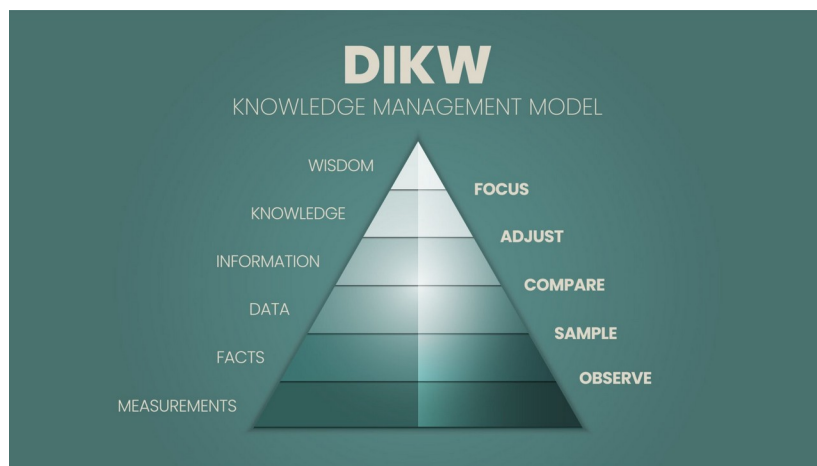 DIKW
KNOWLEDGE MANAGEMENT MODEL
WISDOM
FOCUS
KNOWLEDGE
ADJUST
INFORMATION
COMPARE
DATA
SAMPLE
FACTS
OBSERVE
MEASUREMENTS